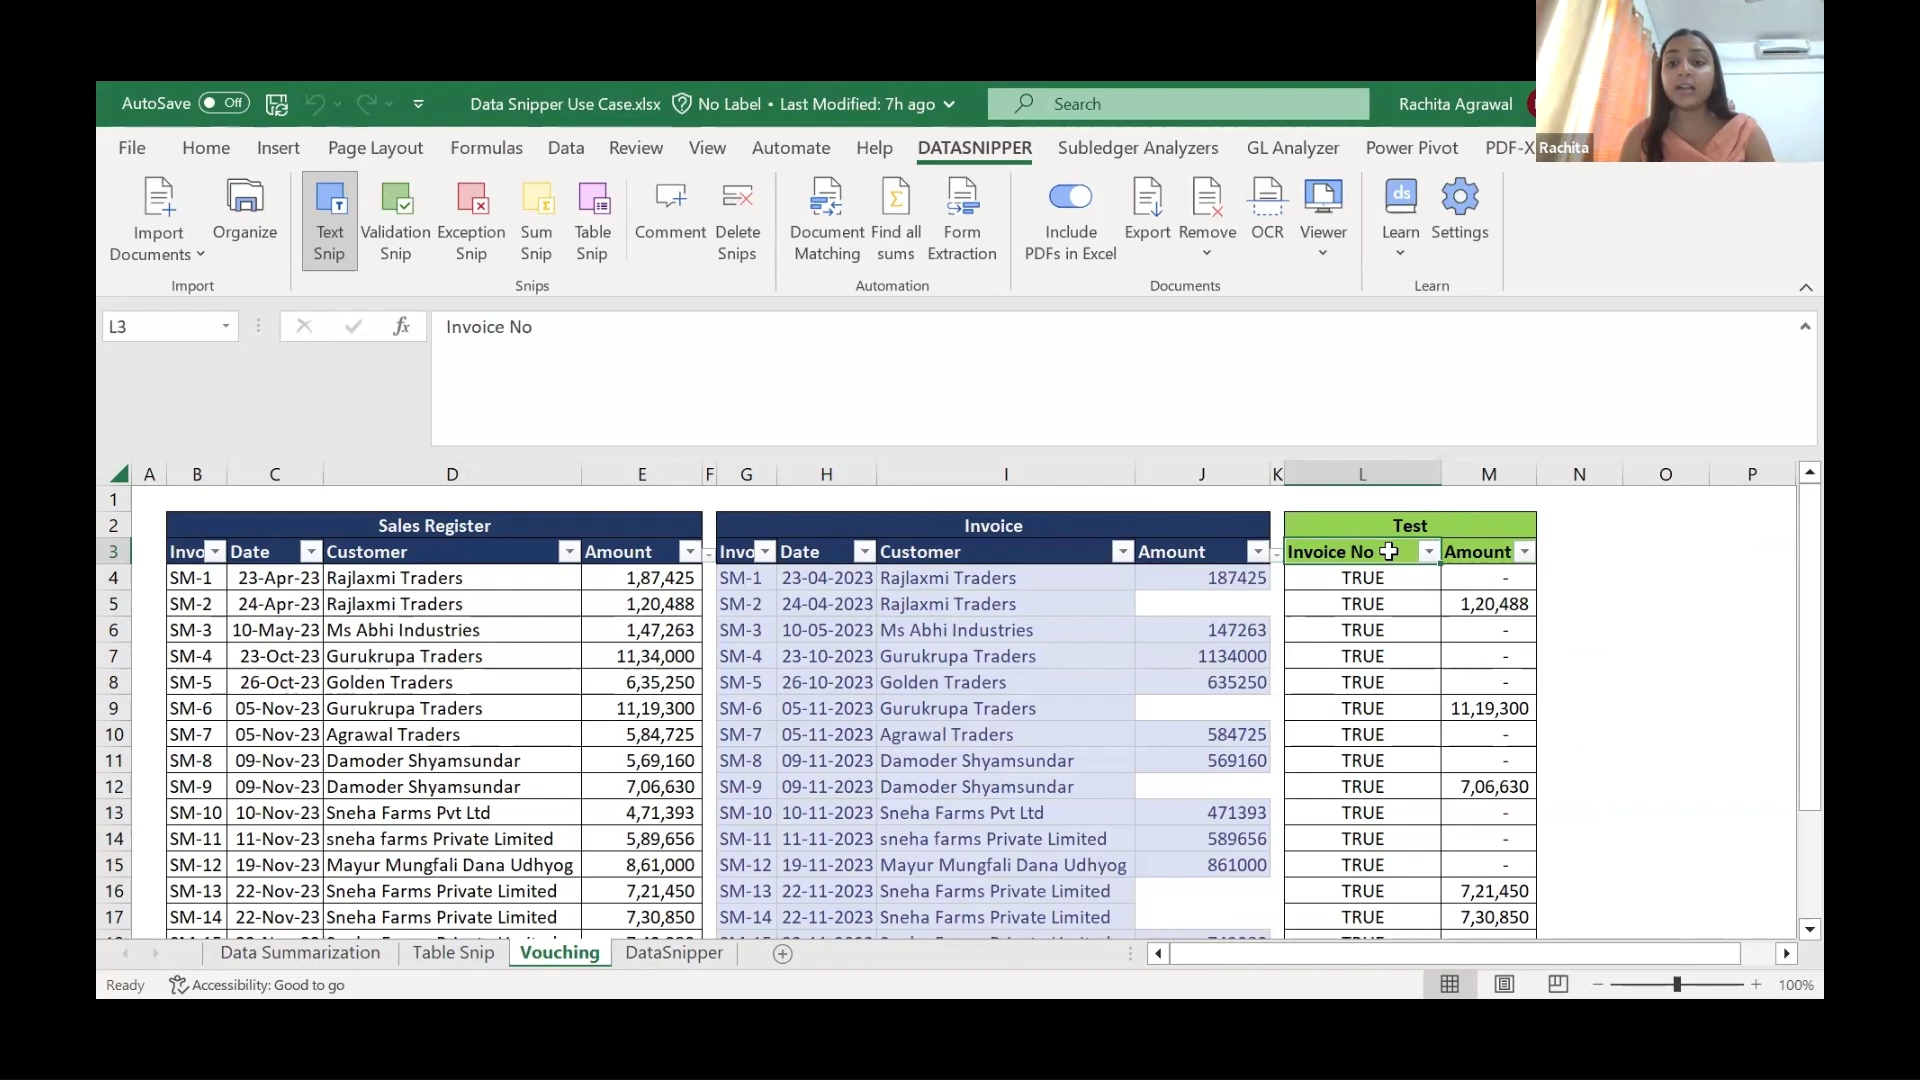 AutoSave Off Data Snipper Use Case.xlsx No Label • Last Modified: 7h ago Search Rachita Agrawal
Rachita
File Home Insert Page Layout Formulas Data Review View Automate Help DATASNIPPER Subledger Analyzers GL Analyzer Power Pivot PDF-X
Import Documents Organize Text Snip Validation Snip Exception Snip Sum Snip Table Snip Comment Delete Snips Document Matching Find all sums Form Extraction Include PDFs in Excel Export Remove OCR Viewer Learn Settings
Import Snips Automation Documents Learn
L3 fx Invoice No
A B C D E F G H I J K L M N O P
1
2 Sales Register Invoice Test
3 Invo Date Customer Amount Invo Date Customer Amount Invoice No Amount
4 SM-1 23-Apr-23 Rajlaxmi Traders 1,87,425 SM-1 23-04-2023 Rajlaxmi Traders 187425 TRUE -
5 SM-2 24-Apr-23 Rajlaxmi Traders 1,20,488 SM-2 24-04-2023 Rajlaxmi Traders TRUE 1,20,488
6 SM-3 10-May-23 Ms Abhi Industries 1,47,263 SM-3 10-05-2023 Ms Abhi Industries 147263 TRUE -
7 SM-4 23-Oct-23 Gurukrupa Traders 11,34,000 SM-4 23-10-2023 Gurukrupa Traders 1134000 TRUE -
8 SM-5 26-Oct-23 Golden Traders 6,35,250 SM-5 26-10-2023 Golden Traders 635250 TRUE -
9 SM-6 05-Nov-23 Gurukrupa Traders 11,19,300 SM-6 05-11-2023 Gurukrupa Traders TRUE 11,19,300
10 SM-7 05-Nov-23 Agrawal Traders 5,84,725 SM-7 05-11-2023 Agrawal Traders 584725 TRUE -
11 SM-8 09-Nov-23 Damoder Shyamsundar 5,69,160 SM-8 09-11-2023 Damoder Shyamsundar 569160 TRUE -
12 SM-9 09-Nov-23 Damoder Shyamsundar 7,06,630 SM-9 09-11-2023 Damoder Shyamsundar TRUE 7,06,630
13 SM-10 10-Nov-23 Sneha Farms Pvt Ltd 4,71,393 SM-10 10-11-2023 Sneha Farms Pvt Ltd 471393 TRUE -
14 SM-11 11-Nov-23 sneha farms Private Limited 5,89,656 SM-11 11-11-2023 sneha farms Private Limited 589656 TRUE -
15 SM-12 19-Nov-23 Mayur Mungfali Dana Udhyog 8,61,000 SM-12 19-11-2023 Mayur Mungfali Dana Udhyog 861000 TRUE -
16 SM-13 22-Nov-23 Sneha Farms Private Limited 7,21,450 SM-13 22-11-2023 Sneha Farms Private Limited TRUE 7,21,450
17 SM-14 22-Nov-23 Sneha Farms Private Limited 7,30,850 SM-14 22-11-2023 Sneha Farms Private Limited TRUE 7,30,850
Data Summarization Table Snip Vouching DataSnipper
Ready Accessibility: Good to go 100%